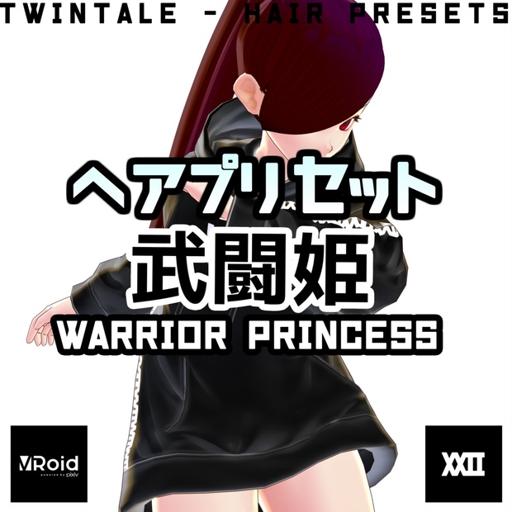 TWINTALE - HAIR PRESETS
ヘアプリセット
武闘姫
WARRIOR PRINCESS
VRoid
powered by pixiv
XXII